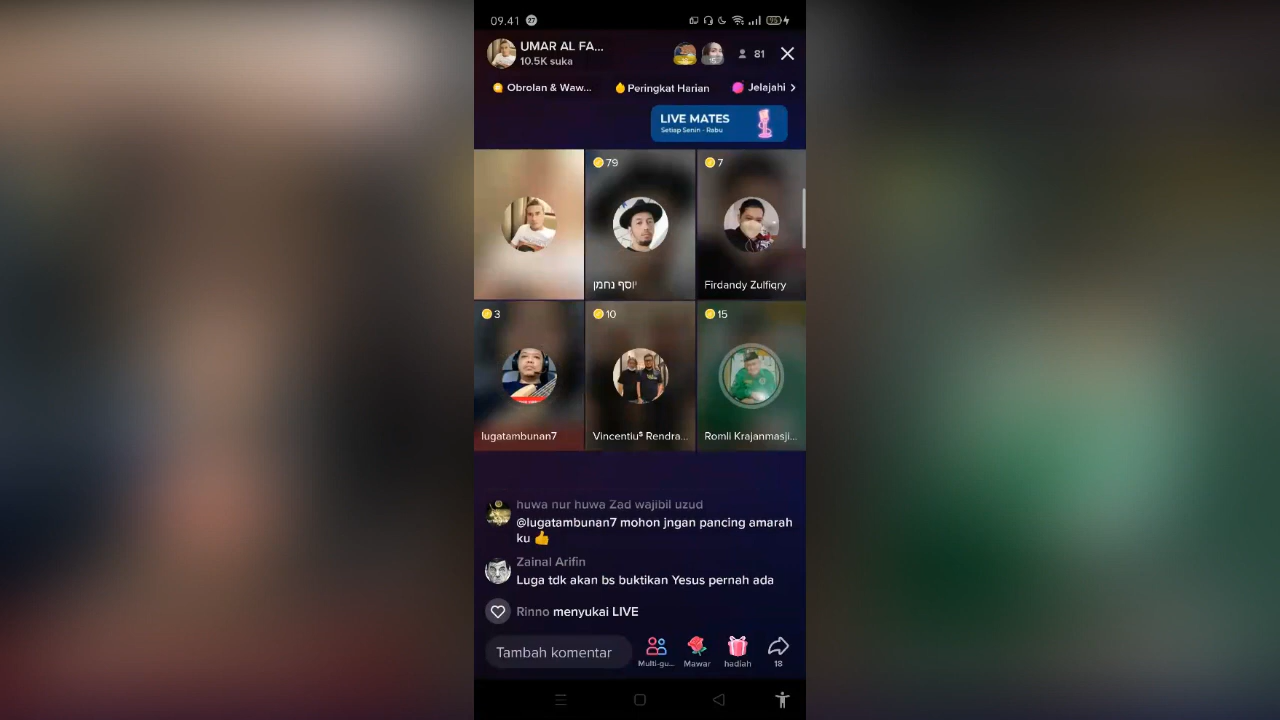 09.41 27
95
UMAR AL FA...
10.5K suka
81
Obrolan & Waw...
Peringkat Harian
Jelajahi
LIVE MATES
Setiap Senin - Rabu
79
7
יוסף נחמן
Firdandy Zulfiqry
3
10
15
lugatambunan7
Vincentiu⁵ Rendra...
Romli Krajanmasji...
huwa nur huwa Zad wajibil uzud
@lugatambunan7 mohon jngan pancing amarah
ku 👍
Zainal Arifin
Luga tdk akan bs buktikan Yesus pernah ada
Rinno menyukai LIVE
Tambah komentar
Multi-gu...
Mawar
hadiah
18